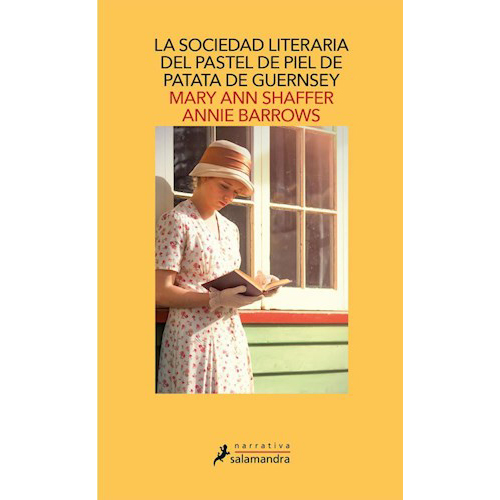 LA SOCIEDAD LITERARIA
DEL PASTEL DE PIEL DE
PATATA DE GUERNSEY
MARY ANN SHAFFER
ANNIE BARROWS
narrativa
salamandra